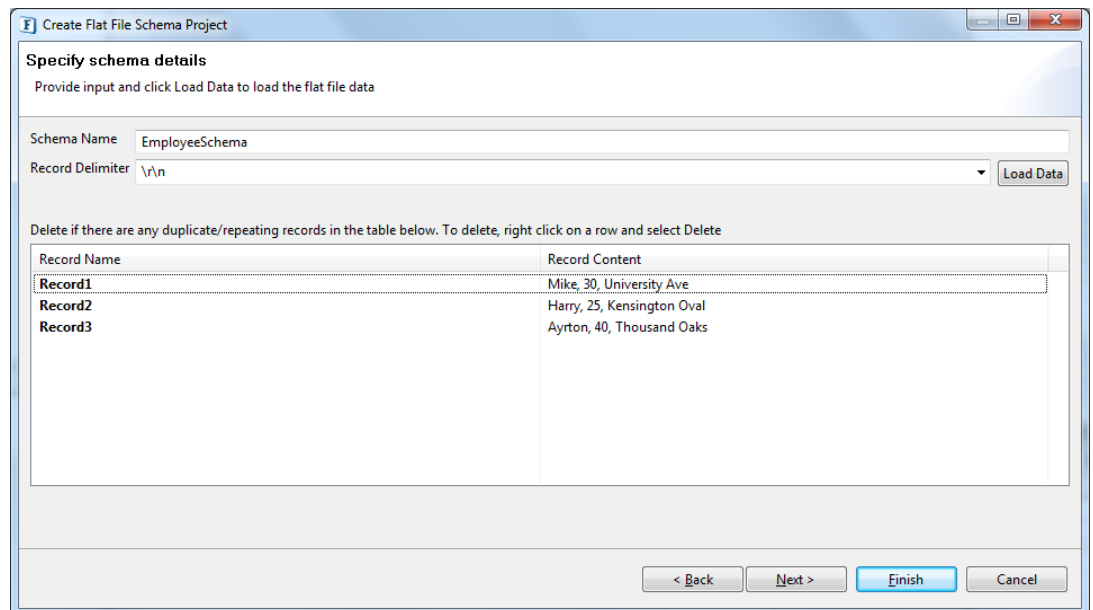 Create Flat File Schema Project
Specify schema details
Provide input and click Load Data to load the flat file data
Schema Name EmployeeSchema
Record Delimiter \r\n Load Data
Delete if there are any duplicate/repeating records in the table below. To delete, right click on a row and select Delete
Record Name Record Content
Record1 Mike, 30, University Ave
Record2 Harry, 25, Kensington Oval
Record3 Ayrton, 40, Thousand Oaks
< Back Next > Finish Cancel